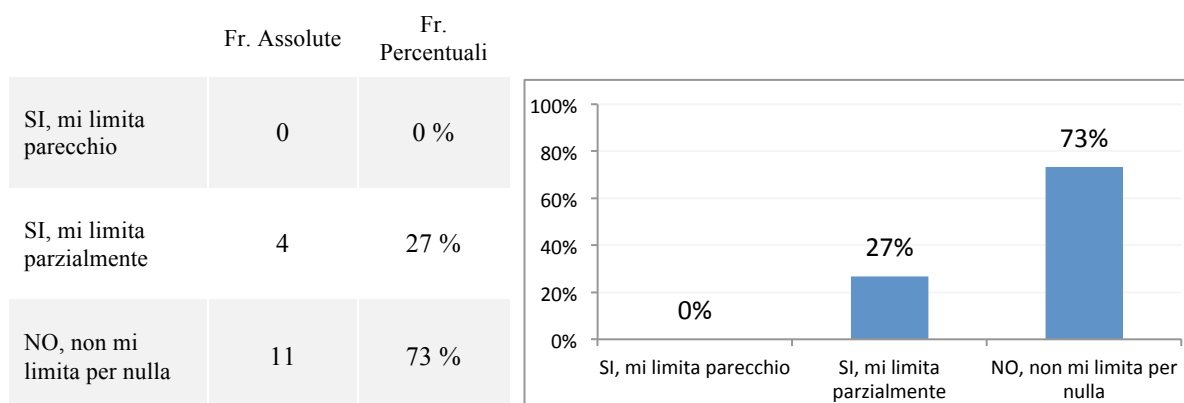 Fr. Assolute
Fr.
Percentuali
SI, mi limita
parecchio
0
0 %
SI, mi limita
parzialmente
4
27 %
NO, non mi
limita per nulla
11
73 %
100%
80%
60%
40%
20%
0%
0%
27%
73%
SI, mi limita parecchio
SI, mi limita
parzialmente
NO, non mi limita per
nulla